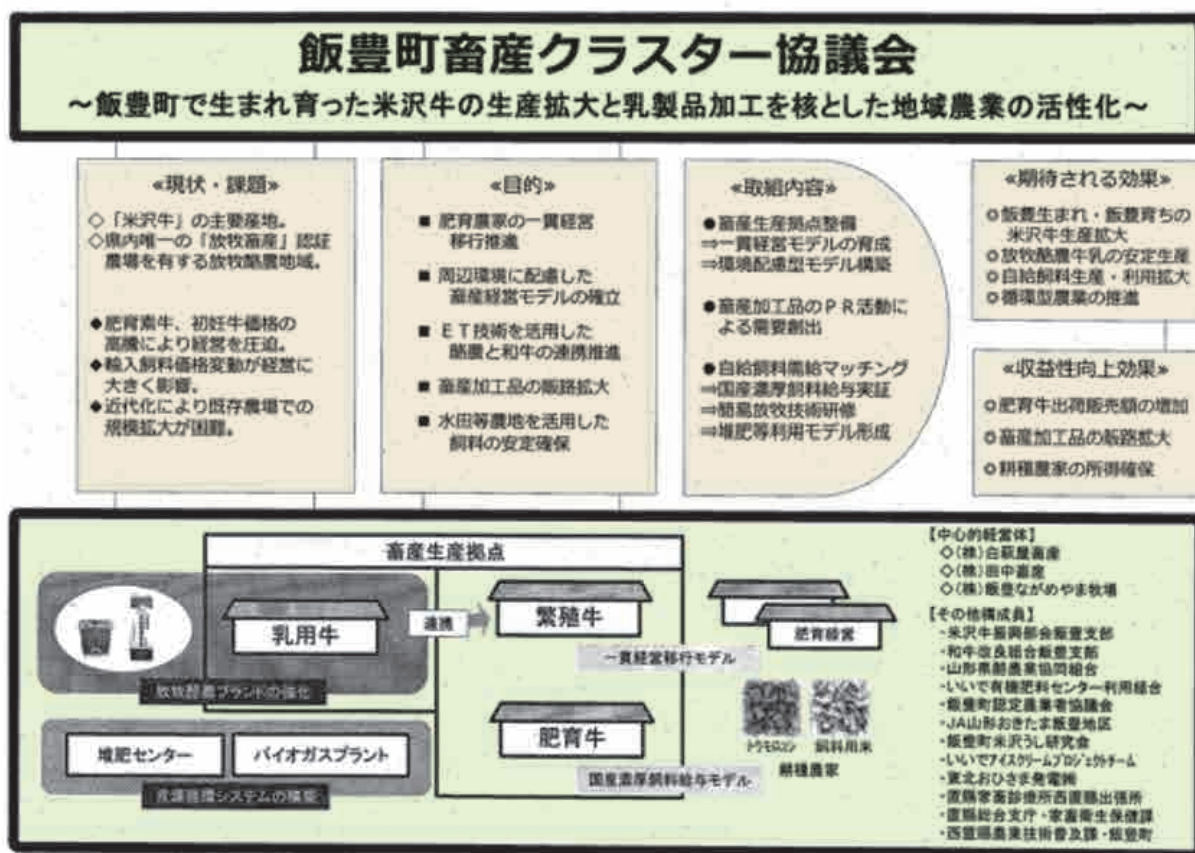 飯豊町畜産クラスター協議会
～飯豊町で生まれ育った米沢牛の生産拡大と乳製品加工を核とした地域農業の活性化～
≪現状・課題≫
◇「米沢牛」の主要産地。
◇県内唯一の「放牧畜産」認証
農場を有する放牧酪農地域。
◆肥育素牛、初妊牛価格の
高騰により経営を圧迫。
◆輸入飼料価格変動が経営に
大きく影響。
◆近代化により既存農場での
規模拡大が困難。
≪目的≫
■ 肥育農家の一貫経営
移行推進
■ 周辺環境に配慮した
畜産経営モデルの確立
■ ＥＴ技術を活用した
酪農と和牛の連携推進
■ 畜産加工品の販路拡大
■ 水田等農地を活用した
飼料の安定確保
≪取組内容≫
●畜産生産拠点整備
⇒一貫経営モデルの育成
⇒環境配慮型モデル構築
●畜産加工品のＰＲ活動に
よる需要創出
●自給飼料需給マッチング
⇒国産濃厚飼料給与実証
⇒簡易放牧技術研修
⇒堆肥等利用モデル形成
≪期待される効果≫
◎飯豊生まれ・飯豊育ちの
米沢牛生産拡大
◎放牧酪農牛乳の安定生産
◎自給飼料生産・利用拡大
◎循環型農業の推進
≪収益性向上効果≫
◎肥育牛出荷販売額の増加
◎畜産加工品の販路拡大
◎耕種農家の所得確保
畜産生産拠点
乳用牛
連携
繁殖牛
肥育経営
一貫経営移行モデル
放牧酪農ブランドの強化
堆肥センター
バイオガスプラント
資源循環システムの構築
肥育牛
国産濃厚飼料給与モデル
トウモロコシ
飼料用米
耕種農家
【中心的経営体】
◇(株)白萩屋畜産
◇(株)田中畜産
◇(株)飯豊ながめやま牧場
【その他構成員】
・米沢牛振興部会飯豊支部
・和牛改良組合飯豊支部
・山形県酪農業協同組合
・いいで有機肥料センター利用組合
・飯豊町認定農業者協議会
・JA山形おきたま飯豊地区
・飯豊町米沢うし研究会
・いいでアイスクリームプロジェクトチーム
・東北おひさま発電㈱
・置賜家畜診療所西置賜出張所
・置賜総合支庁・家畜衛生保健課
・西置賜農業技術普及課・飯豊町